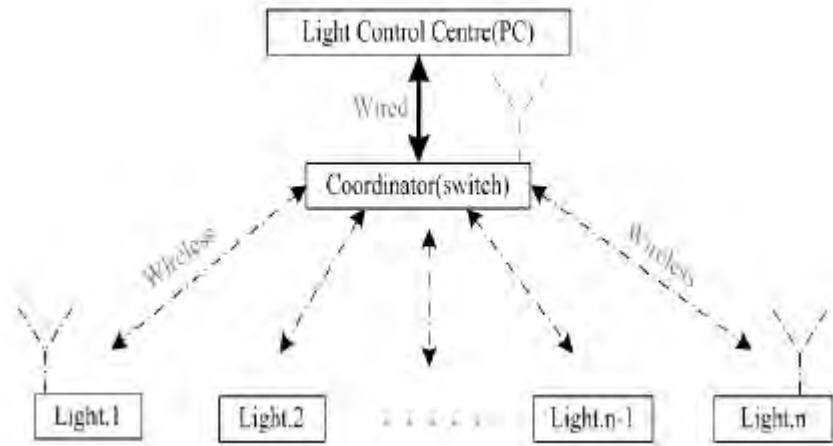 Light Control Centre(PC)
Wired
Coordinator(switch)
Wireless
Wireless
Light.1
Light.2
. . . . .
Light.n-1
Light.n